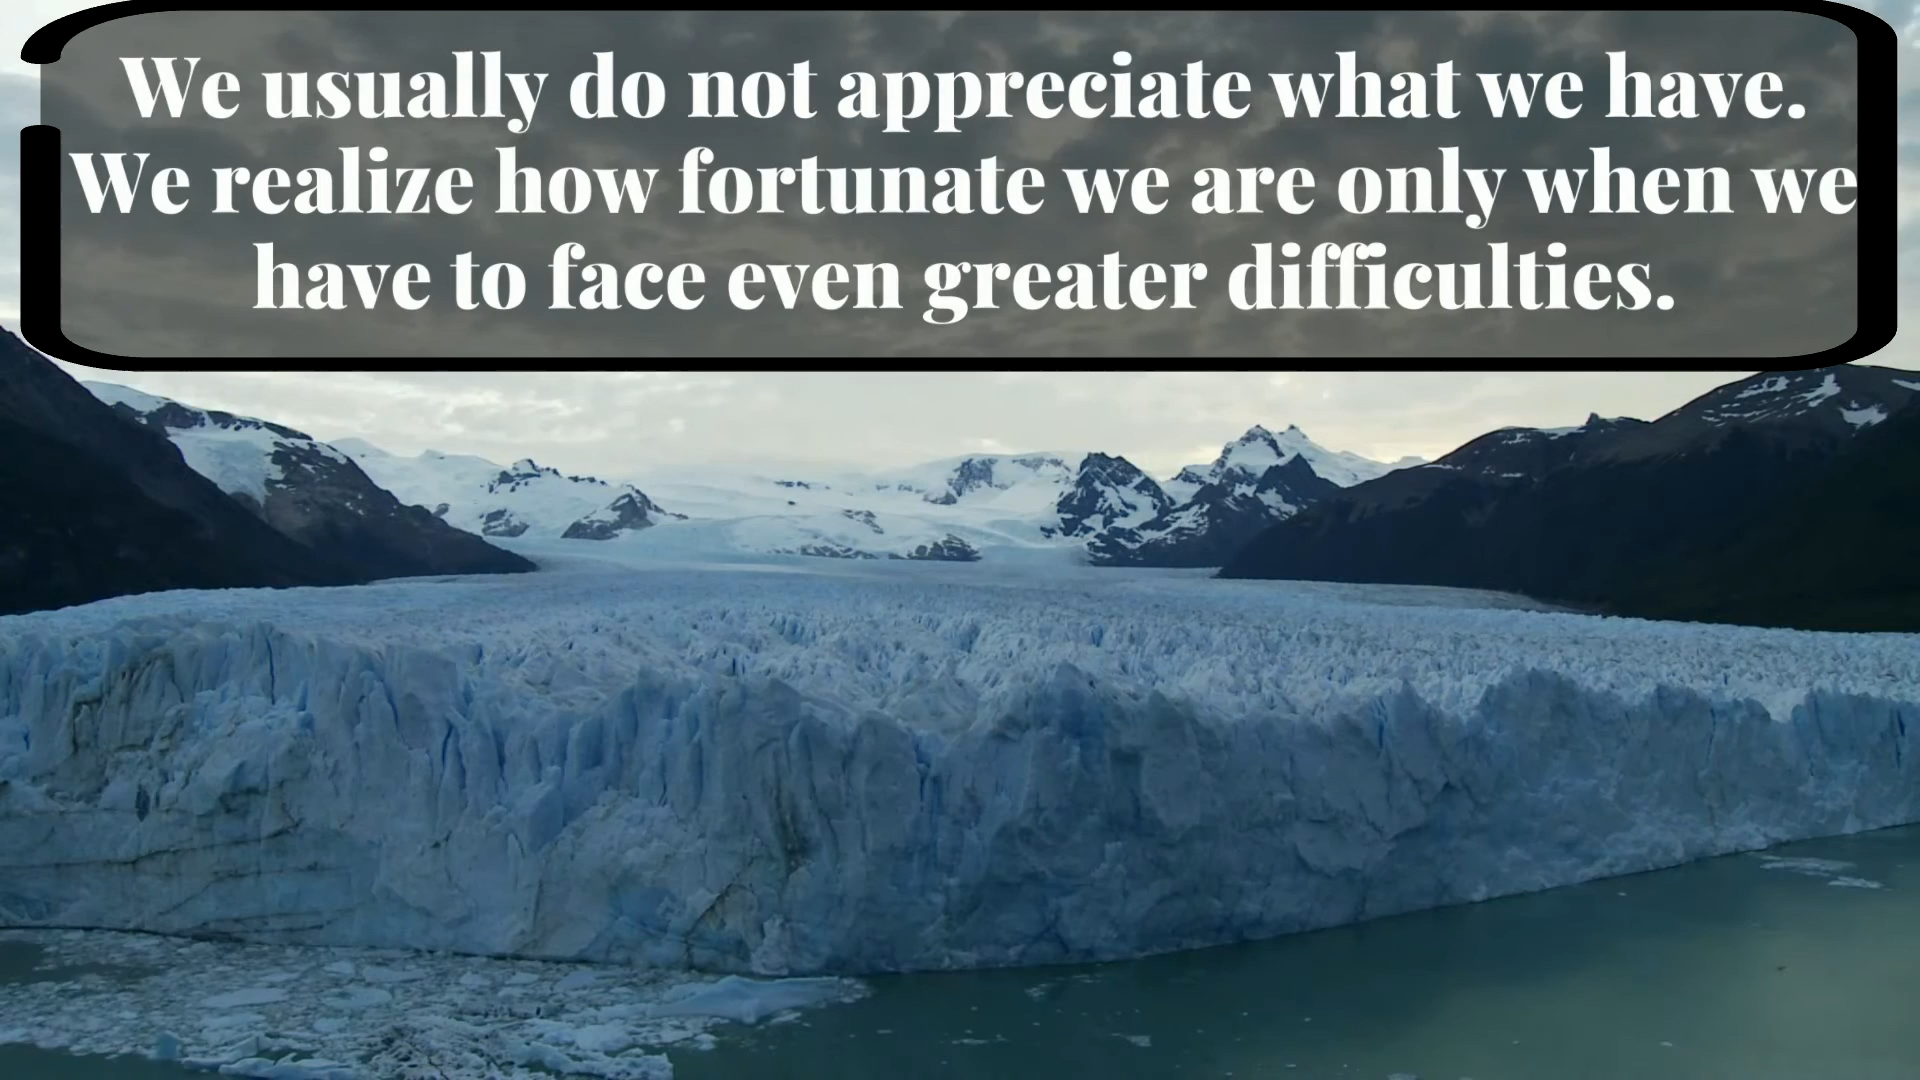 We usually do not appreciate what we have.
We realize how fortunate we are only when we
have to face even greater difficulties.